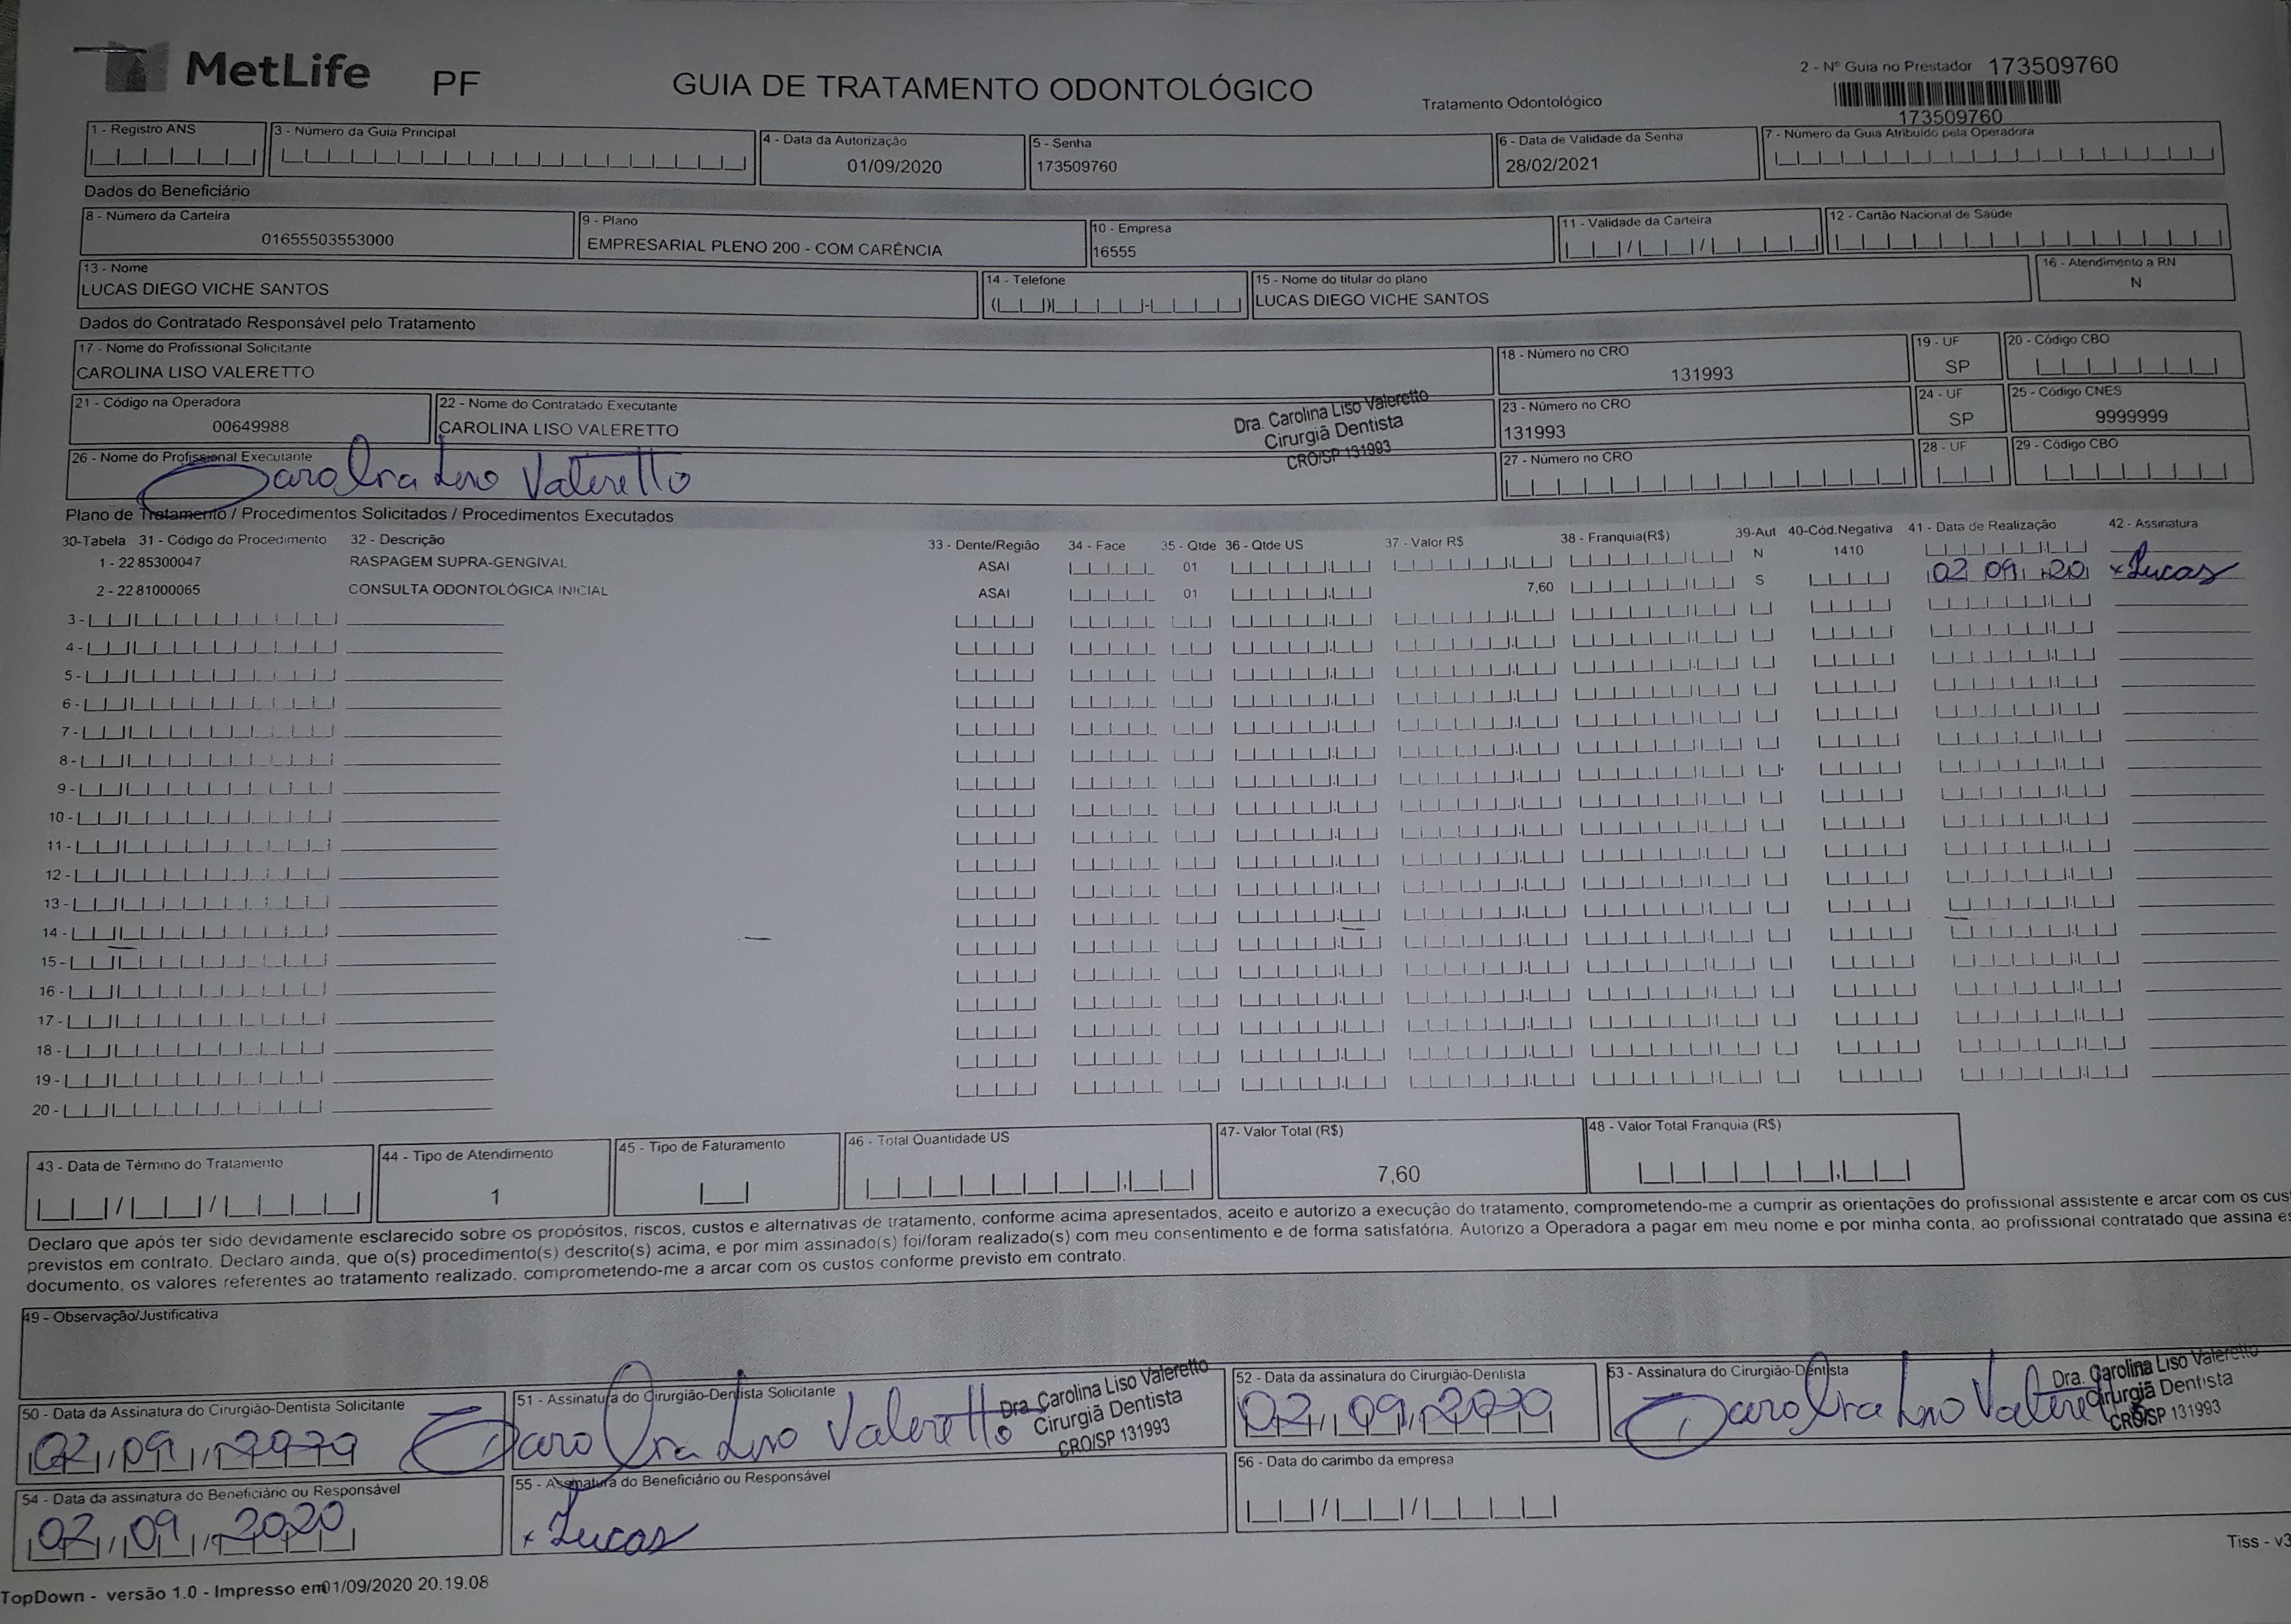 MetLife PF GUIA DE TRATAMENTO ODONTOLÓGICO Tratamento Odontológico 2 - Nº Guia no Prestador 173509760
173509760
1 - Registro ANS 3 - Número da Guia Principal 4 - Data da Autorização 5 - Senha 6 - Data de Validade da Senha 7 - Número da Guia Atribuído pela Operadora
01/09/2020 173509760 28/02/2021
Dados do Beneficiário
8 - Número da Carteira 9 - Plano 10 - Empresa 11 - Validade da Carteira 12 - Cartão Nacional de Saúde
01655503553000 EMPRESARIAL PLENO 200 - COM CARÊNCIA 16555
13 - Nome 14 - Telefone 15 - Nome do titular do plano 16 - Atendimento a RN
LUCAS DIEGO VICHE SANTOS LUCAS DIEGO VICHE SANTOS N
Dados do Contratado Responsável pelo Tratamento
17 - Nome do Profissional Solicitante 18 - Número no CRO 19 - UF 20 - Código CBO
CAROLINA LISO VALERETTO 131993 SP
21 - Código na Operadora 22 - Nome do Contratado Executante 23 - Número no CRO 24 - UF 25 - Código CNES
00649988 CAROLINA LISO VALERETTO 131993 SP 9999999
Dra. Carolina Liso Valeretto
Cirurgiã Dentista
CRO/SP 131993
26 - Nome do Profissional Executante 27 - Número no CRO 28 - UF 29 - Código CBO
Carolina Liso Valeretto
Plano de Tratamento / Procedimentos Solicitados / Procedimentos Executados
30-Tabela 31 - Código do Procedimento 32 - Descrição 33 - Dente/Região 34 - Face 35 - Qtde 36 - Qtde US 37 - Valor R$ 38 - Franquia(R$) 39-Aut 40-Cód.Negativa 41 - Data de Realização 42 - Assinatura
1 - 22 85300047 RASPAGEM SUPRA-GENGIVAL ASAI 01 N 1410
2 - 22 81000065 CONSULTA ODONTOLÓGICA INICIAL ASAI 01 7,60 S 02 09 20 x Lucas
3 -
4 -
5 -
6 -
7 -
8 -
9 -
10 -
11 -
12 -
13 -
14 -
15 -
16 -
17 -
18 -
19 -
20 -
43 - Data de Término do Tratamento 44 - Tipo de Atendimento 45 - Tipo de Faturamento 46 - Total Quantidade US 47- Valor Total (R$) 48 - Valor Total Franquia (R$)
1 7,60
Declaro que após ter sido devidamente esclarecido sobre os propósitos, riscos, custos e alternativas de tratamento, conforme acima apresentados, aceito e autorizo a execução do tratamento, comprometendo-me a cumprir as orientações do profissional assistente e arcar com os cus
previstos em contrato. Declaro ainda, que o(s) procedimento(s) descrito(s) acima, e por mim assinado(s) foi/foram realizado(s) com meu consentimento e de forma satisfatória. Autorizo a Operadora a pagar em meu nome e por minha conta, ao profissional contratado que assina es
documento, os valores referentes ao tratamento realizado, comprometendo-me a arcar com os custos conforme previsto em contrato.
49 - Observação/Justificativa
50 - Data da Assinatura do Cirurgião-Dentista Solicitante 51 - Assinatura do Cirurgião-Dentista Solicitante 52 - Data da assinatura do Cirurgião-Dentista 53 - Assinatura do Cirurgião-Dentista
02 09 2020 Carolina Liso Valeretto 02 09 2020 Carolina Liso Valeretto
Dra. Carolina Liso Valeretto
Cirurgiã Dentista
CRO/SP 131993
Dra. Carolina Liso Valeretto
Cirurgiã Dentista
CRO/SP 131993
54 - Data da assinatura do Beneficiário ou Responsável 55 - Assinatura do Beneficiário ou Responsável 56 - Data do carimbo da empresa
02 09 2020 x Lucas
Tiss - v3
TopDown - versão 1.0 - Impresso em01/09/2020 20.19.08